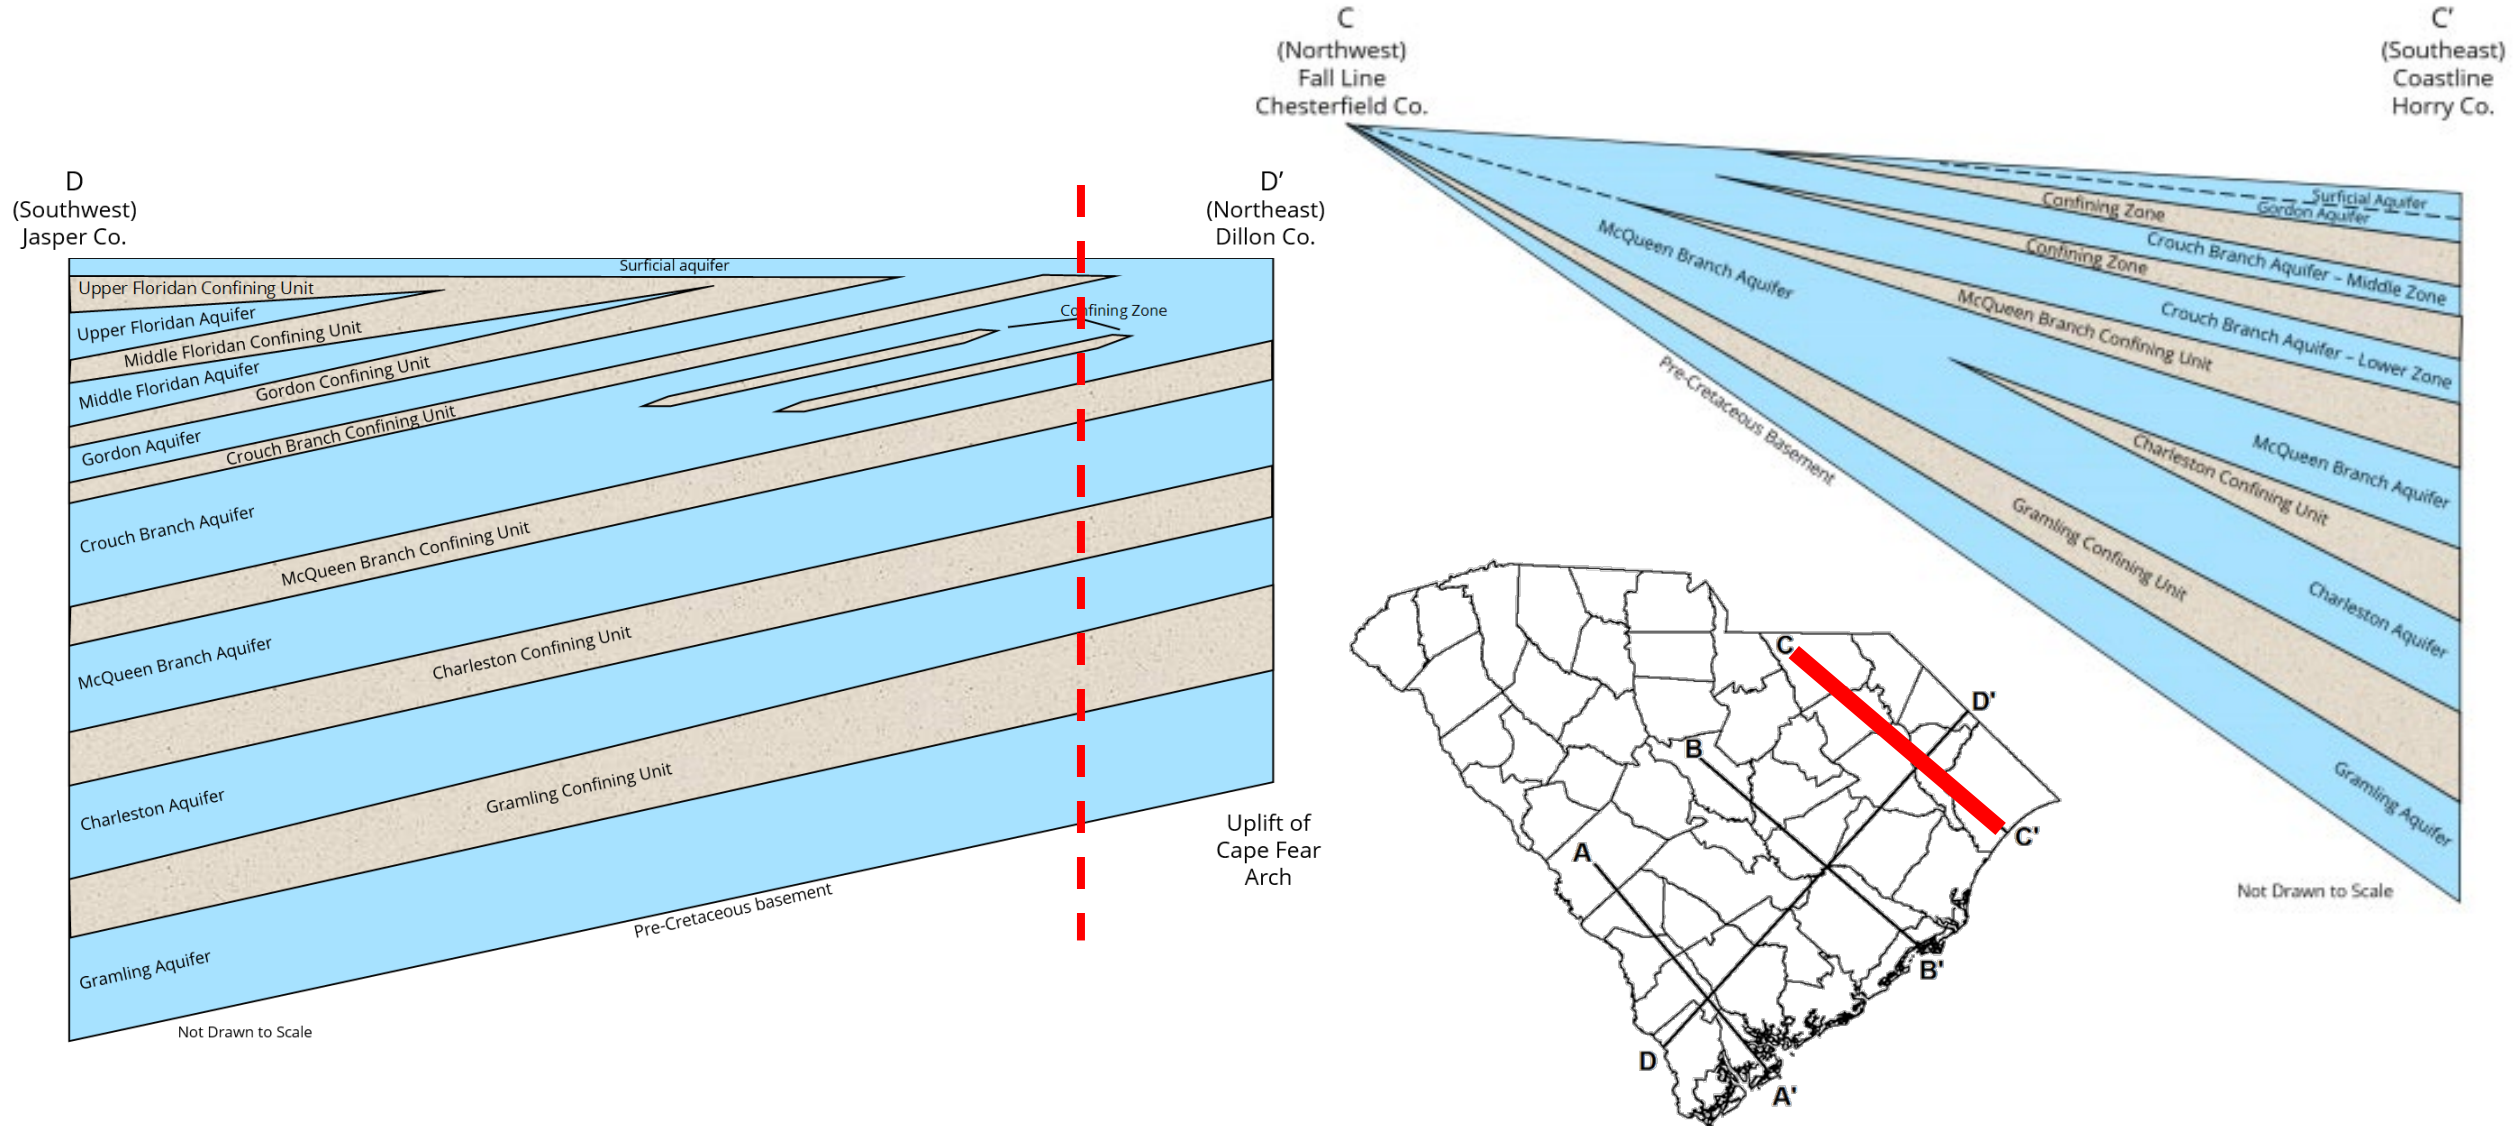 D
(Southwest)
Jasper Co.
D’
(Northeast)
Dillon Co.
Surficial aquifer
Upper Floridan Confining Unit
Upper Floridan Aquifer
Middle Floridan Confining Unit
Middle Floridan Aquifer
Gordon Confining Unit
Gordon Aquifer
Crouch Branch Confining Unit
Confining Zone
Crouch Branch Aquifer
McQueen Branch Confining Unit
McQueen Branch Aquifer
Charleston Confining Unit
Charleston Aquifer
Gramling Confining Unit
Gramling Aquifer
Pre-Cretaceous basement
Not Drawn to Scale
Uplift of
Cape Fear
Arch
C
(Northwest)
Fall Line
Chesterfield Co.
C’
(Southeast)
Coastline
Horry Co.
Surficial Aquifer
Gordon Aquifer
Confining Zone
Crouch Branch Aquifer – Middle Zone
Confining Zone
Crouch Branch Aquifer – Lower Zone
McQueen Branch Confining Unit
McQueen Branch Aquifer
McQueen Branch Aquifer
Charleston Confining Unit
Charleston Aquifer
Gramling Confining Unit
Gramling Aquifer
Pre-Cretaceous Basement
Not Drawn to Scale
C
D'
B
C'
A
B'
D
A'